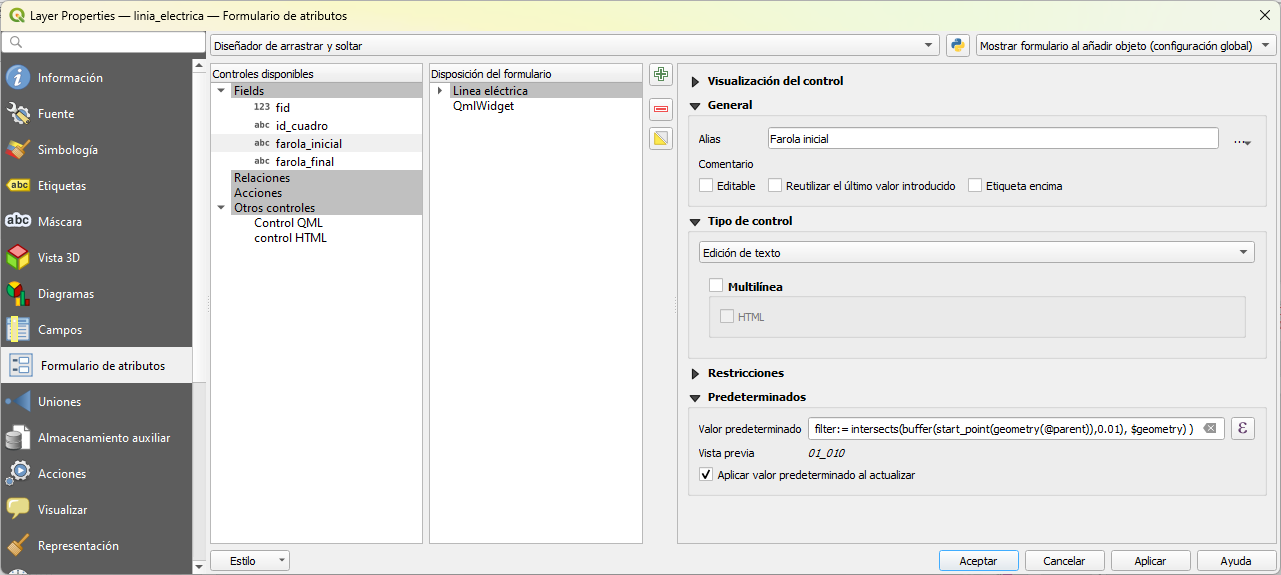 Layer Properties — linia_electrica — Formulario de atributos
Diseñador de arrastrar y soltar
Mostrar formulario al añadir objeto (configuración global)
Información
Fuente
Simbología
abc Etiquetas
abc Máscara
Vista 3D
Diagramas
Campos
Formulario de atributos
Uniones
Almacenamiento auxiliar
Acciones
Visualizar
Representación
Controles disponibles
Fields
123 fid
abc id_cuadro
abc farola_inicial
abc farola_final
Relaciones
Acciones
Otros controles
Control QML
control HTML
Disposición del formulario
Linea eléctrica
QmlWidget
Visualización del control
General
Alias
Farola inicial
...
Comentario
Editable
Reutilizar el último valor introducido
Etiqueta encima
Tipo de control
Edición de texto
Multilínea
HTML
Restricciones
Predeterminados
Valor predeterminado
filter:= intersects(buffer(start_point(geometry(@parent)),0.01), $geometry) )
ε
Vista previa
01_010
Aplicar valor predeterminado al actualizar
Estilo
Aceptar
Cancelar
Aplicar
Ayuda